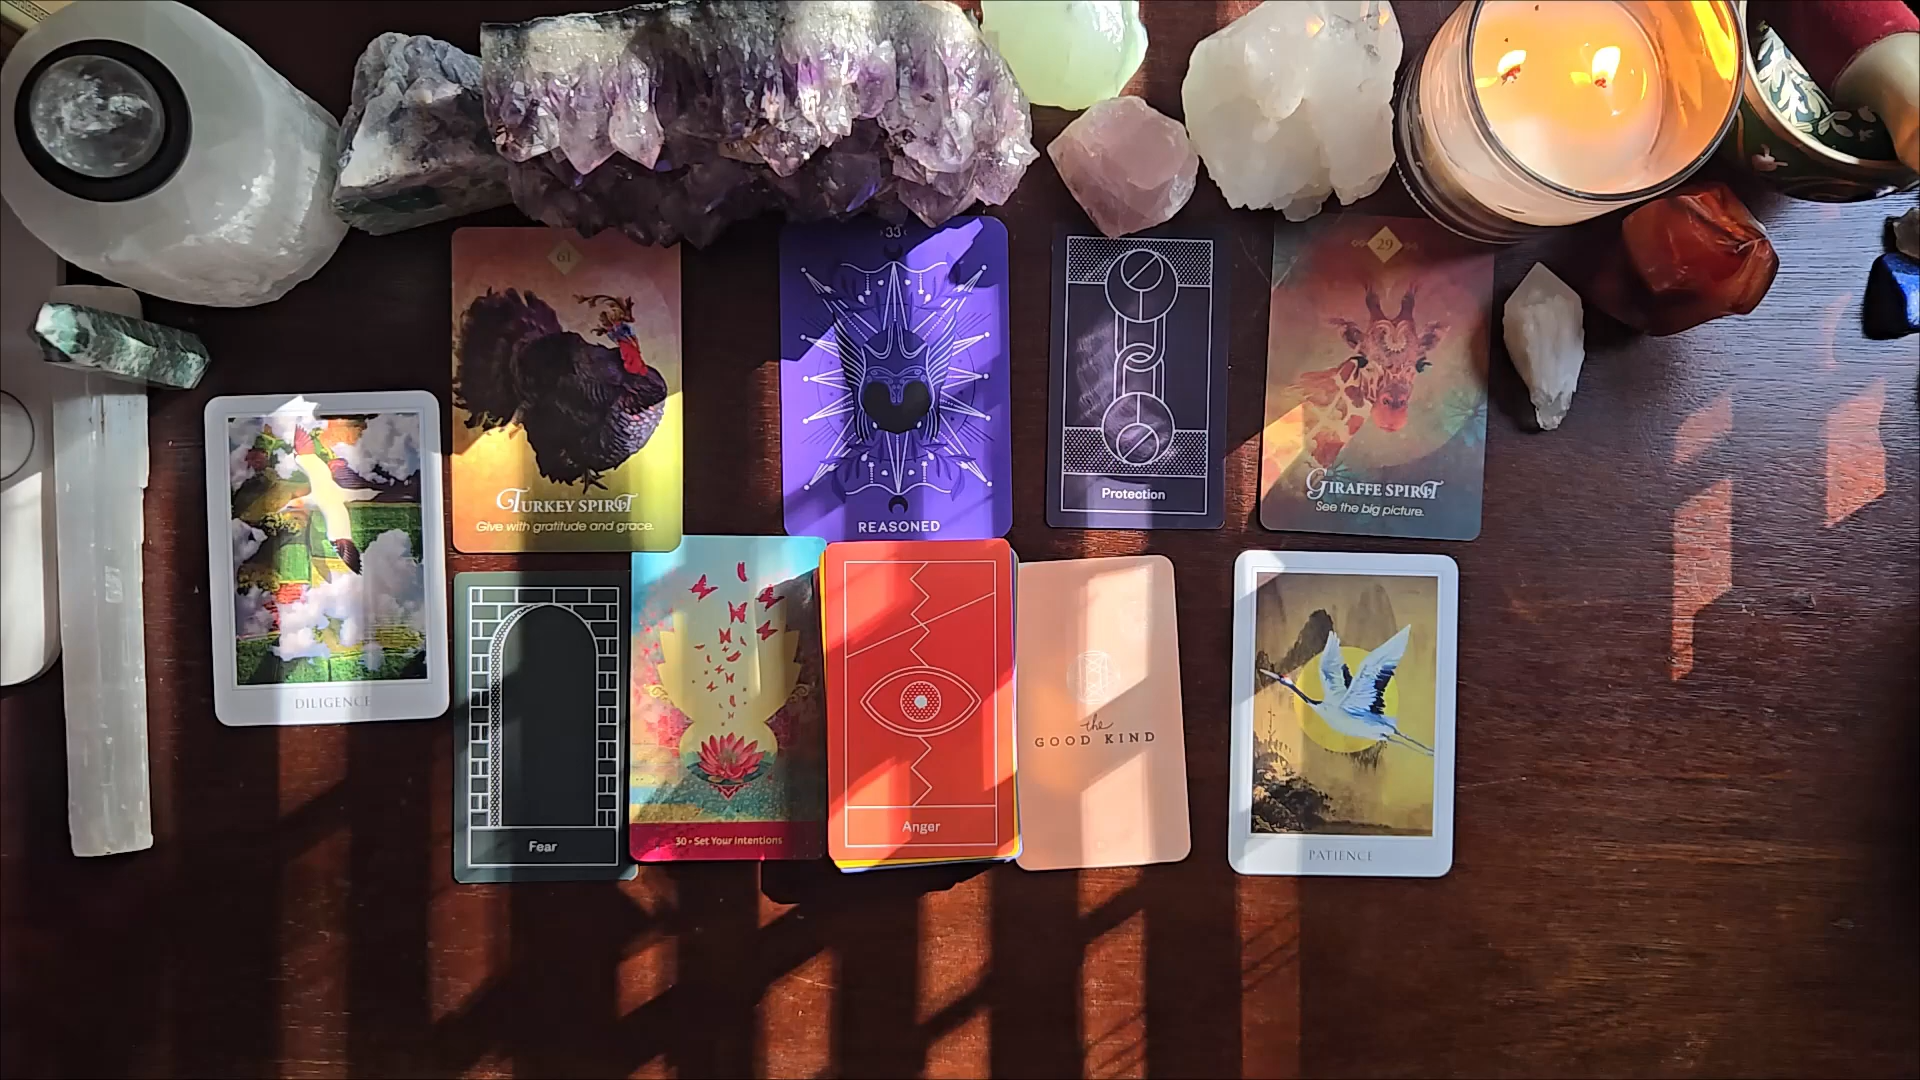 61
TURKEY SPIRIT
Give with gratitude and grace.
33
REASONED
Protection
29
GIRAFFE SPIRIT
See the big picture.
DILIGENCE
Fear
30 • Set Your Intentions
Anger
the
GOOD KIND
PATIENCE